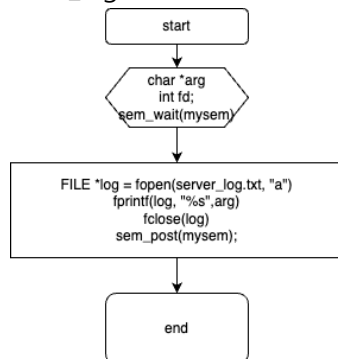 start
char *arg
int fd;
sem_wait(mysem)
FILE *log = fopen(server_log.txt, "a")
fprintf(log, "%s",arg)
fclose(log)
sem_post(mysem);
end